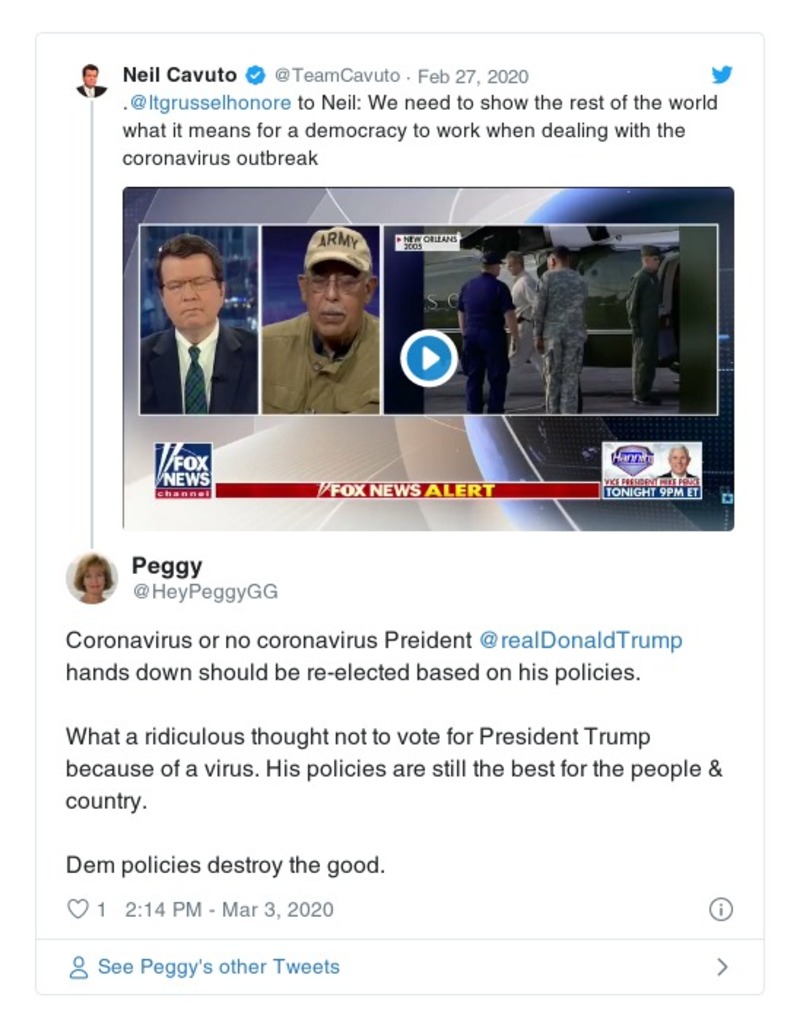 Neil Cavuto @TeamCavuto · Feb 27, 2020
.@ltgrusselhonore to Neil: We need to show the rest of the world
what it means for a democracy to work when dealing with the
coronavirus outbreak
ARMY
NEW ORLEANS
2005
FOX
NEWS
channel
FOX NEWS ALERT
Hannity
VICE PRESIDENT MIKE PENCE
TONIGHT 9PM ET
Peggy
@HeyPeggyGG
Coronavirus or no coronavirus Preident @realDonaldTrump
hands down should be re-elected based on his policies.
What a ridiculous thought not to vote for President Trump
because of a virus. His policies are still the best for the people &
country.
Dem policies destroy the good.
1 2:14 PM - Mar 3, 2020
See Peggy's other Tweets